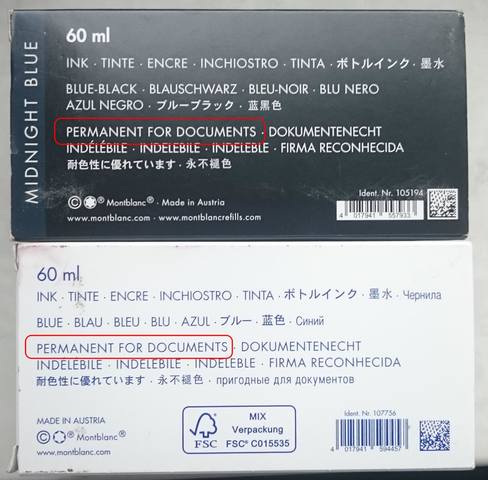 MIDNIGHT BLUE
60 ml
INK · TINTE · ENCRE · INCHIOSTRO · TINTA · ボトルインク · 墨水
BLUE-BLACK · BLAUSCHWARZ · BLEU-NOIR · BLU NERO
AZUL NEGRO · ブルーブラック · 蓝黑色
PERMANENT FOR DOCUMENTS · DOKUMENTENECHT
INDÉLÉBILE · INDELEBILE · INDELEBLE · FIRMA RECONHECIDA
耐色性に優れています · 永不褪色
Montblanc® · Made in Austria
www.montblanc.com · www.montblancrefills.com
Ident. Nr. 105194
4 017941 557933
60 ml
INK · TINTE · ENCRE · INCHIOSTRO · TINTA · ボトルインク · 墨水 · Чернила
BLUE · BLAU · BLEU · BLU · AZUL · ブルー · 蓝色 · Синий
PERMANENT FOR DOCUMENTS · DOKUMENTENECHT
INDÉLÉBILE · INDELEBILE · INDELEBLE · FIRMA RECONHECIDA
耐色性に優れています · 永不褪色 · пригодные для документов
MADE IN AUSTRIA
Montblanc®
FSC
MIX
Verpackung
FSC® C015535
Ident. Nr. 107756
4 017941 594457